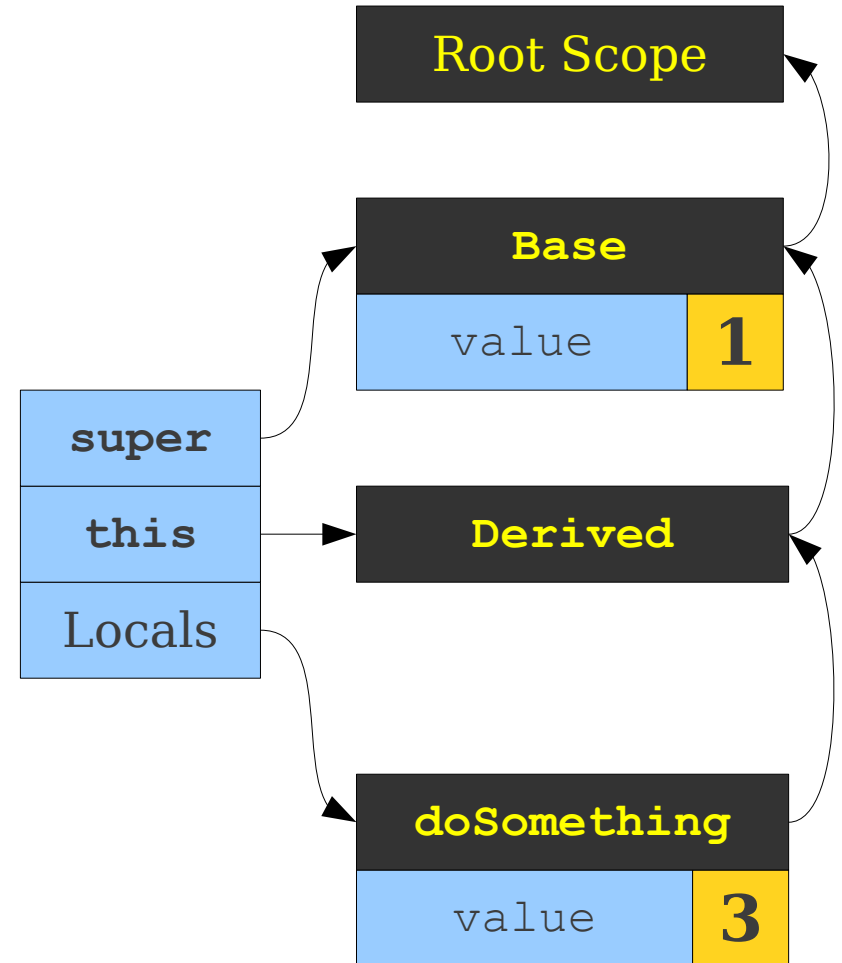 Root Scope
Base
value 1
super
this
Derived
Locals
doSomething
value 3